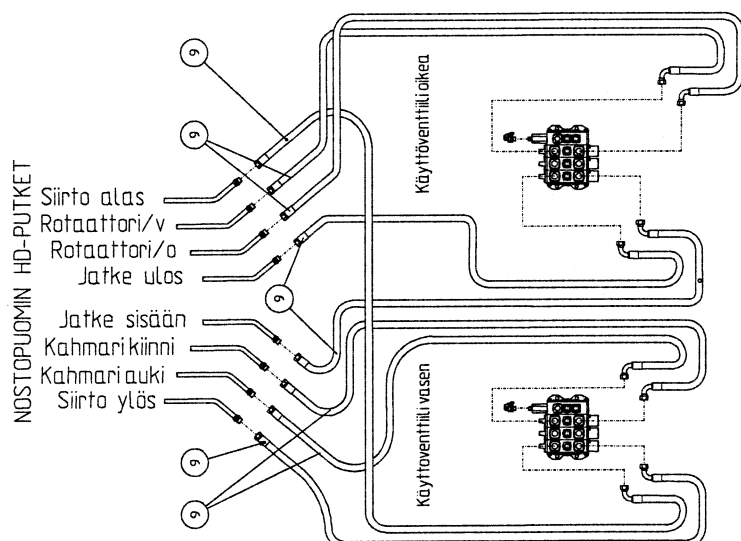 NOSTOPUOMIN HD-PUTKET
Siirto alas
Rotaattori/v
Rotaattori/o
Jatke ulos
Jatke sisään
Kahmari kiinni
Kahmari auki
Siirto ylös
9
9
9
9
9
Käyttöventtiili oikea
Käyttöventtiili vasen